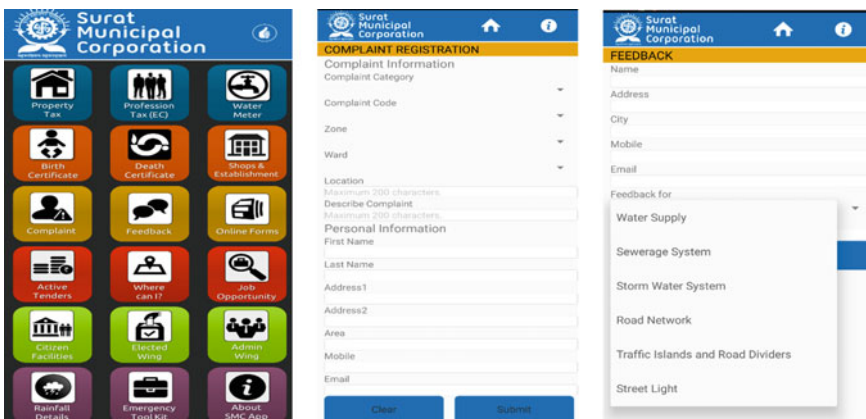 Surat
Municipal
Corporation
Property
Tax
Profession
Tax (EC)
Water
Meter
Birth
Certificate
Death
Certificate
Shops &
Establishment
Complaint
Feedback
Online Forms
Active
Tenders
Where
can I?
Job
Opportunity
Citizen
Facilities
Elected
Wing
Admin
Wing
Rainfall
Details
Emergency
Tool Kit
About
SMC App
Surat
Municipal
Corporation
COMPLAINT REGISTRATION
Complaint Information
Complaint Category
Complaint Code
Zone
Ward
Location
Maximum 200 characters.
Describe Complaint
Maximum 200 characters.
Personal Information
First Name
Last Name
Address1
Address2
Area
Mobile
Email
Clear
Submit
Surat
Municipal
Corporation
FEEDBACK
Name
Address
City
Mobile
Email
Feedback for
Water Supply
Sewerage System
Storm Water System
Road Network
Traffic Islands and Road Dividers
Street Light